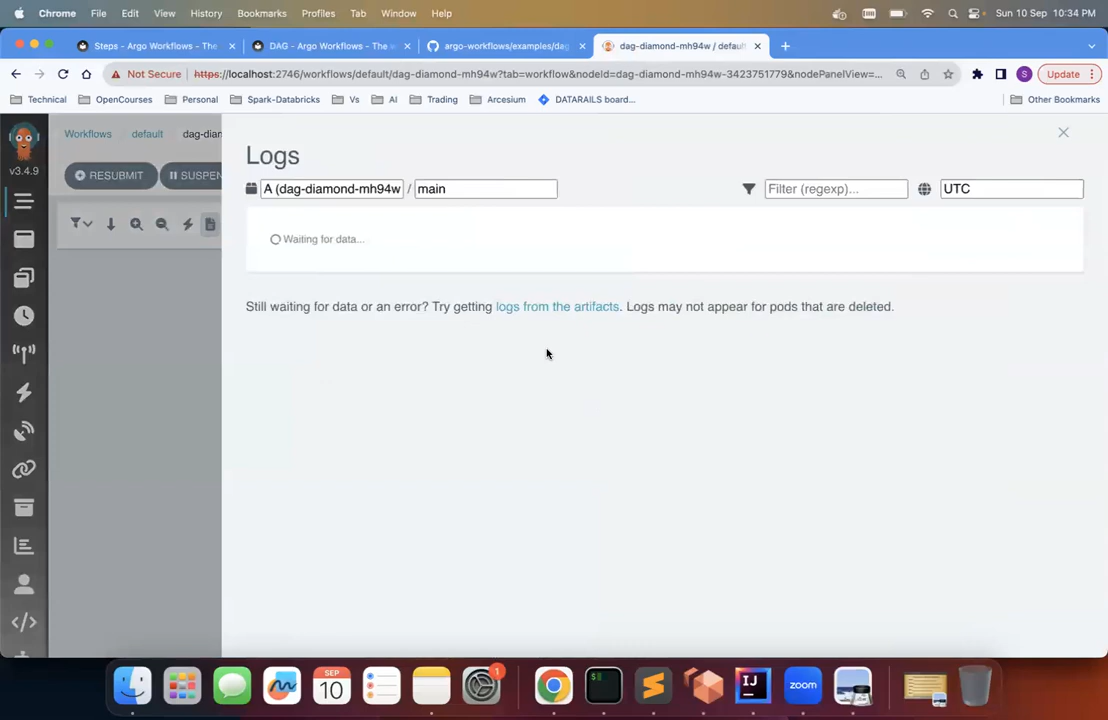 Chrome File Edit View History Bookmarks Profiles Tab Window Help
Sun 10 Sep 10:34 PM
Steps - Argo Workflows - The
DAG - Argo Workflows - The w
argo-workflows/examples/dag
dag-diamond-mh94w / default
Not Secure https://localhost:2746/workflows/default/dag-diamond-mh94w?tab=workflow&nodeId=dag-diamond-mh94w-3423751779&nodePanelView=...
S
Update
Technical OpenCourses Personal Spark-Databricks Vs AI Trading Arcesium DATARAILS board... Other Bookmarks
v3.4.9
Workflows default dag-dian
RESUBMIT SUSPEN
Logs
A (dag-diamond-mh94w / main Filter (regexp)... UTC
Waiting for data...
Still waiting for data or an error? Try getting logs from the artifacts. Logs may not appear for pods that are deleted.
SEP
10
1
$
IJ
zoom